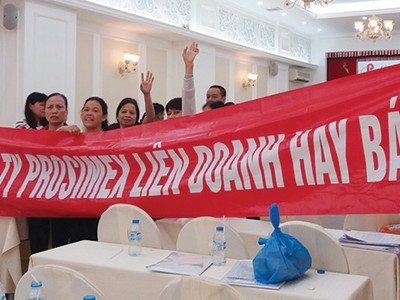 TY PROSIMEX LIÊN DOANH HAY BÁ